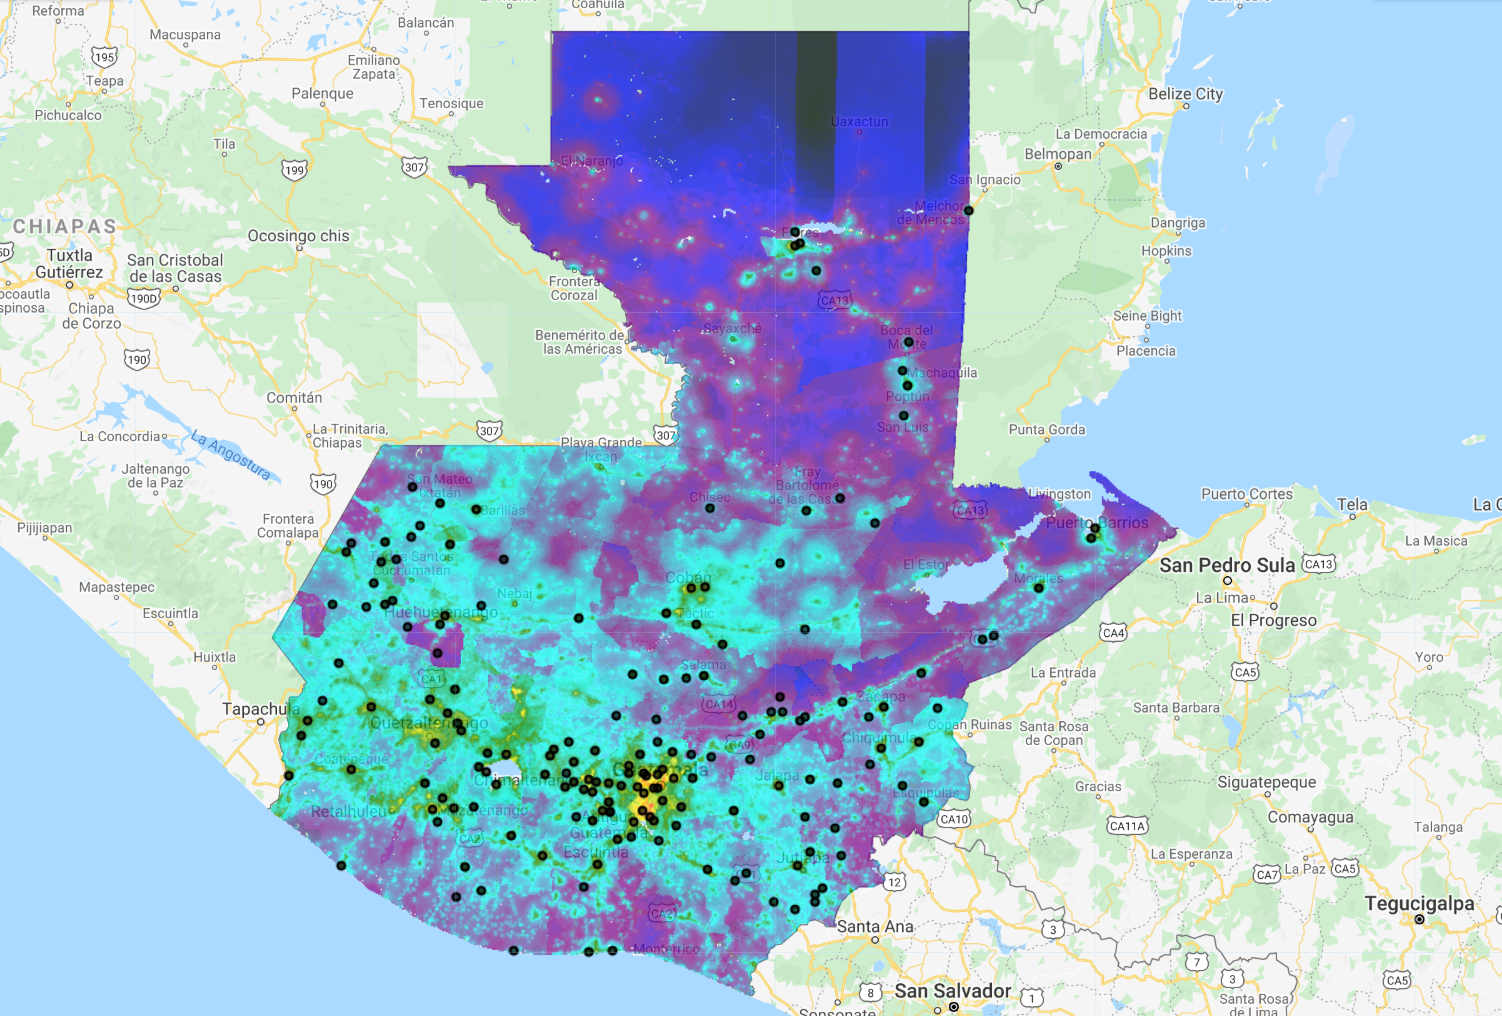 Reforma
Coahuila
Balancán
Macuspana
195
Emiliano
Zapata
Teapa
Palenque
Tenosique
Pichucalco
Belize City
Uaxactun
La Democracia
Tila
199
307
El Naranjo
Belmopan
San Ignacio
CHIAPAS
Ocosingo
Melchor
de Mencos
Dangriga
Tuxtla
Gutiérrez
San Cristobal
de las Casas
Flores
Hopkins
190D
Chiapa
de Corzo
Frontera
Corozal
CA13
Seine Bight
Sayaxché
Boca del
Monte
Benemérito de
las Américas
190
Placencia
Machaquila
Poptún
Comitán
San Luis
La Concordia
La Trinitaria,
Chiapas
307
307
Playa Grande
Ixcan
Punta Gorda
La Angostura
Jaltenango
de la Paz
190
San Mateo
Ixtatán
Fray
Bartolomé
de las Casas
Chisec
Livingston
Puerto Cortes
Tela
Barillas
CA13
Pijijiapan
Frontera
Comalapa
Puerto Barrios
La Masica
Todos Santos
Cuchumatan
San Pedro Sula
CA13
El Estor
Cobán
Morales
Mapastepec
Nebaj
La Lima
Escuintla
Huehuetenango
Tactic
El Progreso
CA4
Huixtla
Salama
Yoro
CA1
La Entrada
CA5
Zacapa
CA14
Tapachula
Quetzaltenango
Copan Ruinas
Santa Rosa
de Copan
Santa Barbara
CA9
Chiquimula
Coatepeque
Chimaltenango
Jalapa
Siguatepeque
Esquipulas
Retalhuleu
Mazatenango
CA10
CA11A
Comayagua
Talanga
CA2
Antigua
Guatemala
Escuintla
Jutiapa
La Esperanza
La Paz
CA5
CA7
12
CA2
Tegucigalpa
Santa Ana
3
Monterrico
7
3
CA5
8
San Salvador
1
Santa Rosa
de Lima
Sonsonate